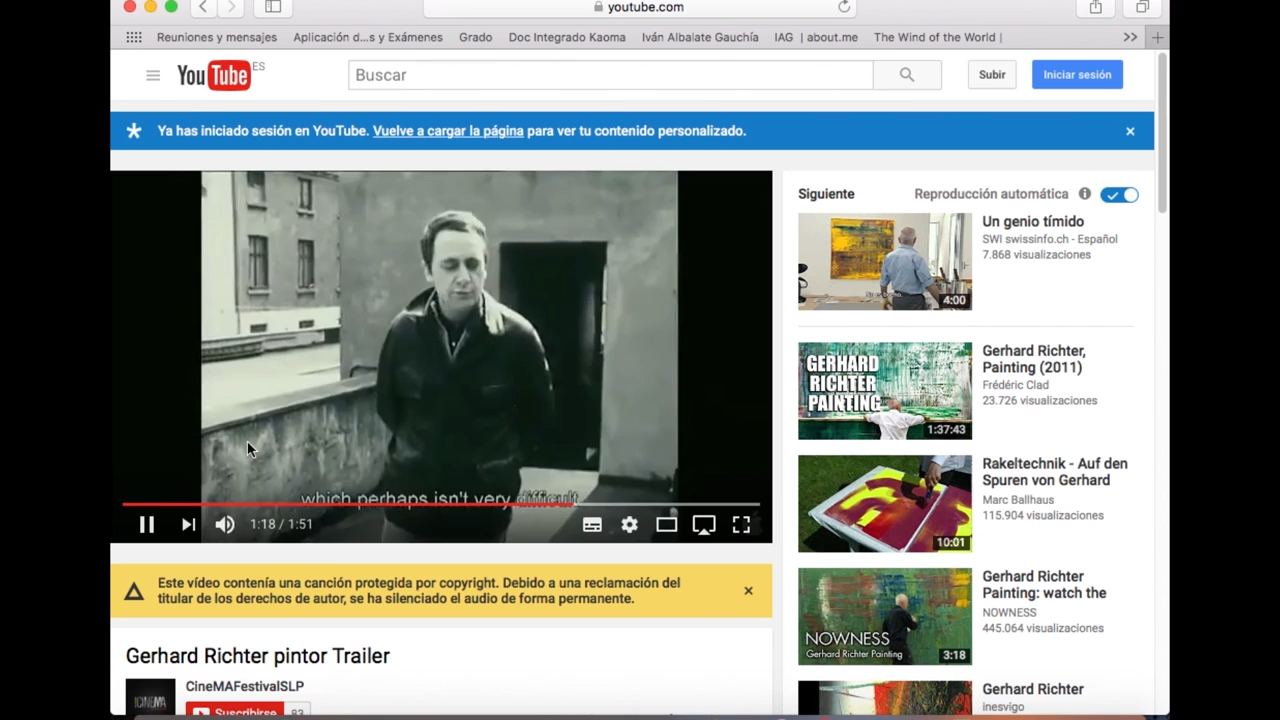 youtube.com
Reuniones y mensajes Aplicación d...s y Exámenes Grado Doc Integrado Kaoma Iván Albalate Gauchía IAG | about.me The Wind of the World | >>
YouTube ES
Buscar
Subir
Iniciar sesión
Ya has iniciado sesión en YouTube. Vuelve a cargar la página para ver tu contenido personalizado.
which perhaps isn't very difficult
1:18 / 1:51
Este vídeo contenía una canción protegida por copyright. Debido a una reclamación del
titular de los derechos de autor, se ha silenciado el audio de forma permanente.
Gerhard Richter pintor Trailer
CINEMA
CineMAFestivalSLP
Suscribirse 83
Siguiente
Reproducción automática
4:00
Un genio tímido
SWI swissinfo.ch - Español
7.868 visualizaciones
GERHARD
RICHTER
PAINTING
1:37:43
Gerhard Richter,
Painting (2011)
Frédéric Clad
23.726 visualizaciones
10:01
Rakeltechnik - Auf den
Spuren von Gerhard
Marc Ballhaus
115.904 visualizaciones
NOWNESS
Gerhard Richter Painting
3:18
Gerhard Richter
Painting: watch the
NOWNESS
445.064 visualizaciones
Gerhard Richter
inesvigo